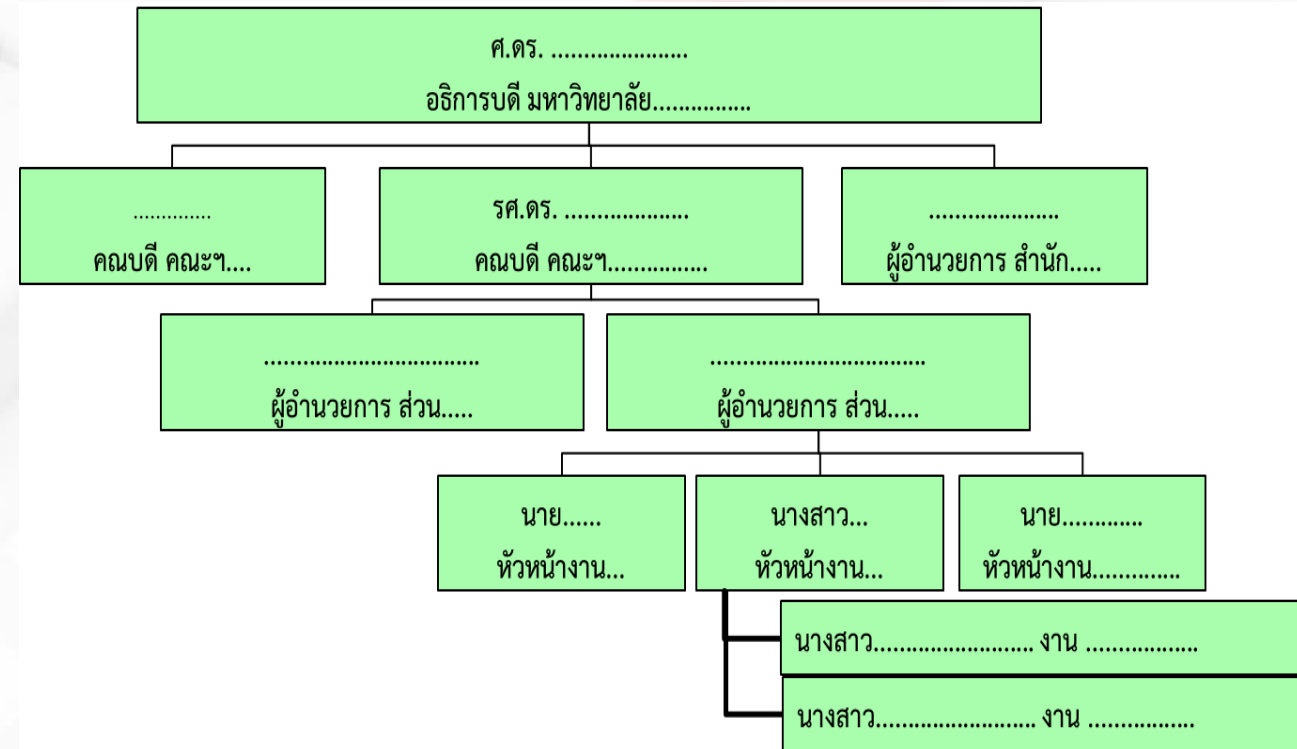 ศ.ดร. ......................
อธิการบดี มหาวิทยาลัย................
..............
คณบดี คณะฯ....
รศ.ดร. ....................
คณบดี คณะฯ................
.....................
ผู้อำนวยการ สำนัก.....
...................................
ผู้อำนวยการ ส่วน.....
...................................
ผู้อำนวยการ ส่วน.....
นาย......
หัวหน้างาน...
นางสาว...
หัวหน้างาน...
นาย.............
หัวหน้างาน..............
นางสาว.......................... งาน ..................
นางสาว.......................... งาน .................